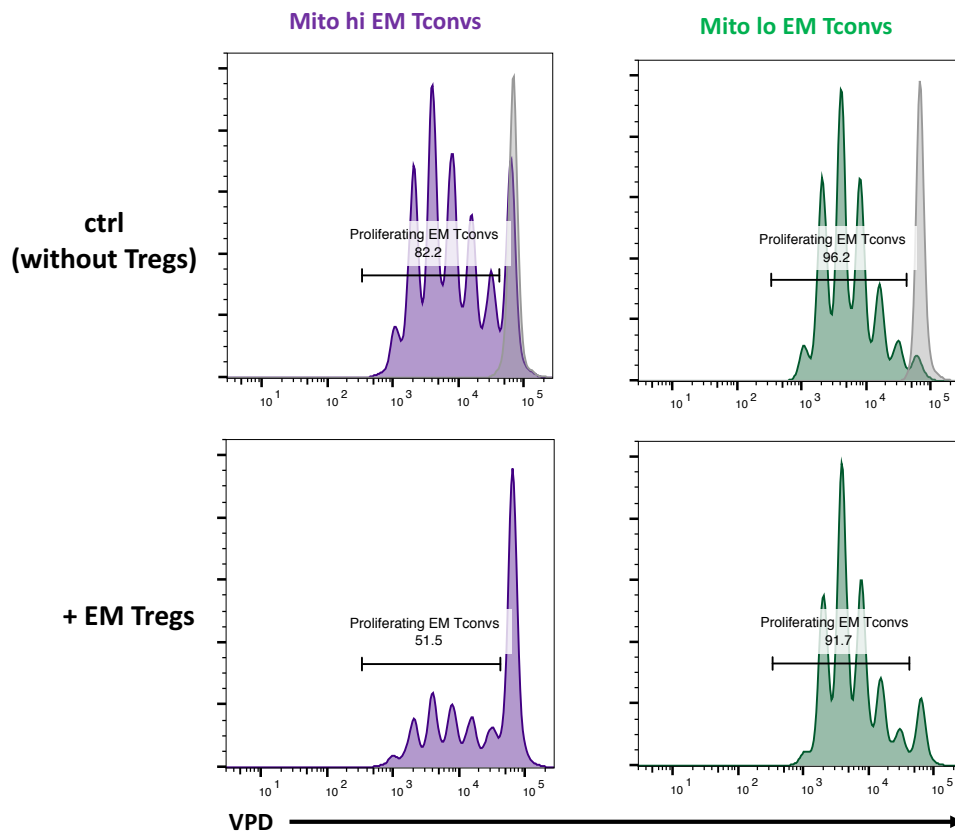 Mito hi EM Tconvs
Mito lo EM Tconvs
ctrl
(without Tregs)
Proliferating EM Tconvs
82.2
10^1 10^2 10^3 10^4 10^5
Proliferating EM Tconvs
96.2
10^1 10^2 10^3 10^4 10^5
+ EM Tregs
Proliferating EM Tconvs
51.5
10^1 10^2 10^3 10^4 10^5
Proliferating EM Tconvs
91.7
10^1 10^2 10^3 10^4 10^5
VPD